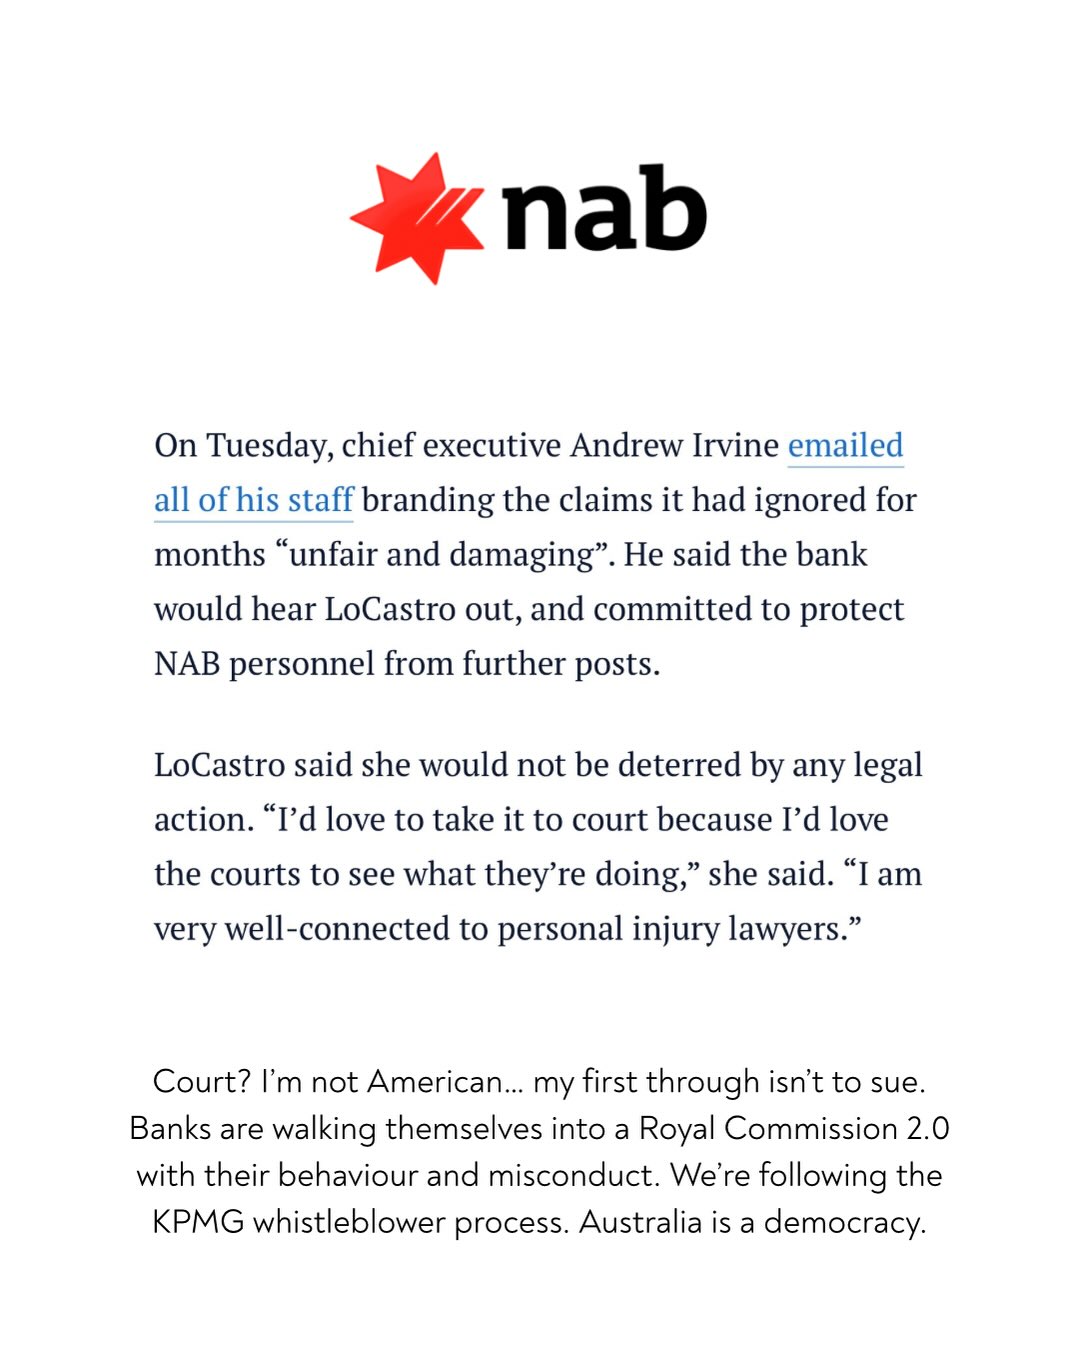 nab
On Tuesday, chief executive Andrew Irvine emailed
all of his staff branding the claims it had ignored for
months “unfair and damaging”. He said the bank
would hear LoCastro out, and committed to protect
NAB personnel from further posts.
LoCastro said she would not be deterred by any legal
action. “I’d love to take it to court because I’d love
the courts to see what they’re doing,” she said. “I am
very well-connected to personal injury lawyers.”
Court? I’m not American... my first through isn’t to sue.
Banks are walking themselves into a Royal Commission 2.0
with their behaviour and misconduct. We’re following the
KPMG whistleblower process. Australia is a democracy.